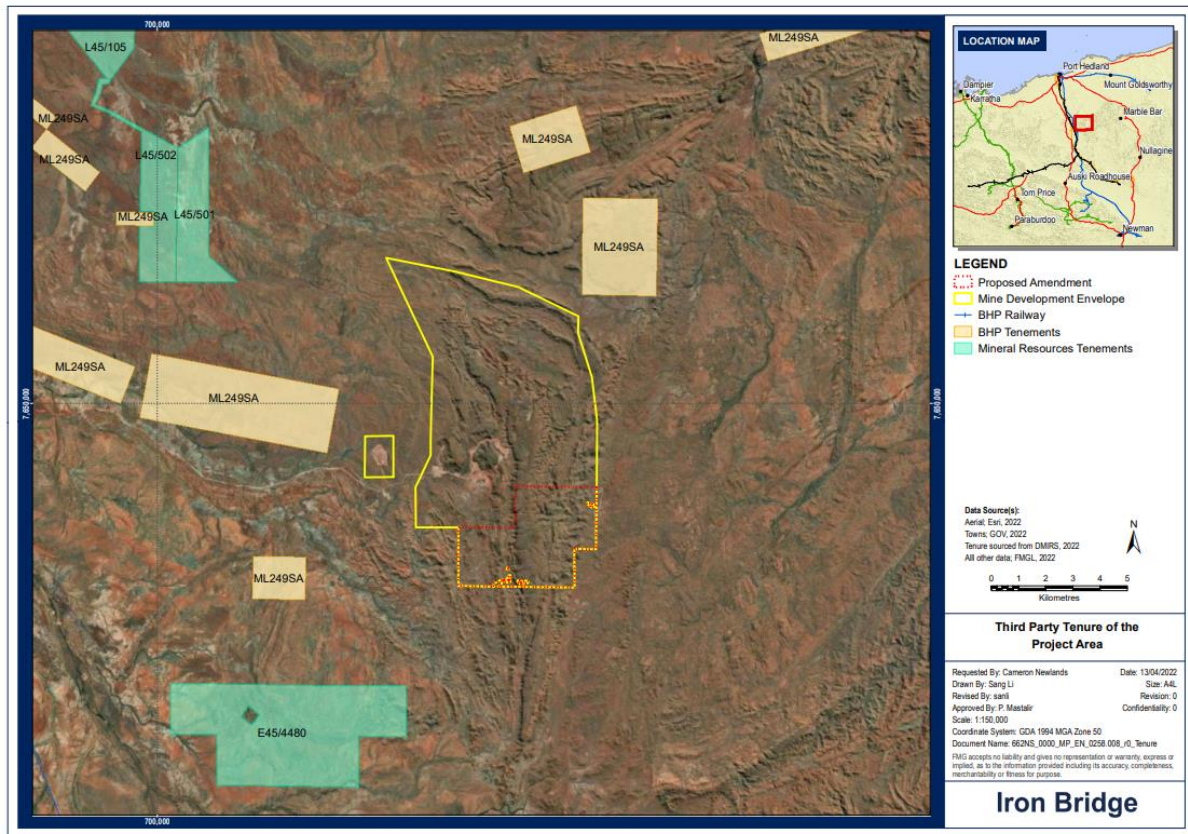 700,000
L45/105
ML249SA
ML249SA
ML249SA
L45/502
ML249SA
L45/501
ML249SA
ML249SA
ML249SA
ML249SA
7,650,000
7,650,000
ML249SA
E45/4480
700,000
LOCATION MAP
Port Hedland
Dampier
Karratha
Mount Goldsworthy
Marble Bar
Nullagine
Auski Roadhouse
Tom Price
Paraburdoo
Newman
LEGEND
Proposed Amendment
Mine Development Envelope
BHP Railway
BHP Tenements
Mineral Resources Tenements
Data Source(s):
Aerial; Esri, 2022
Towns; GOV, 2022
Tenure sourced from DMIRS, 2022
All other data; FMGL, 2022
N
0 1 2 3 4 5
Kilometres
Third Party Tenure of the
Project Area
Requested By: Cameron Newlands Date: 13/04/2022
Drawn By: Sang Li Size: A4L
Revised By: sanli Revision: 0
Approved By: P. Mastalir Confidentiality: 0
Scale: 1:150,000
Coordinate System: GDA 1994 MGA Zone 50
Document Name: 662NS_0000_MP_EN_0258.008_r0_Tenure
FMG accepts no liability and gives no representation or warranty, express or
implied, as to the information provided including its accuracy, completeness,
merchantability or fitness for purpose.
Iron Bridge